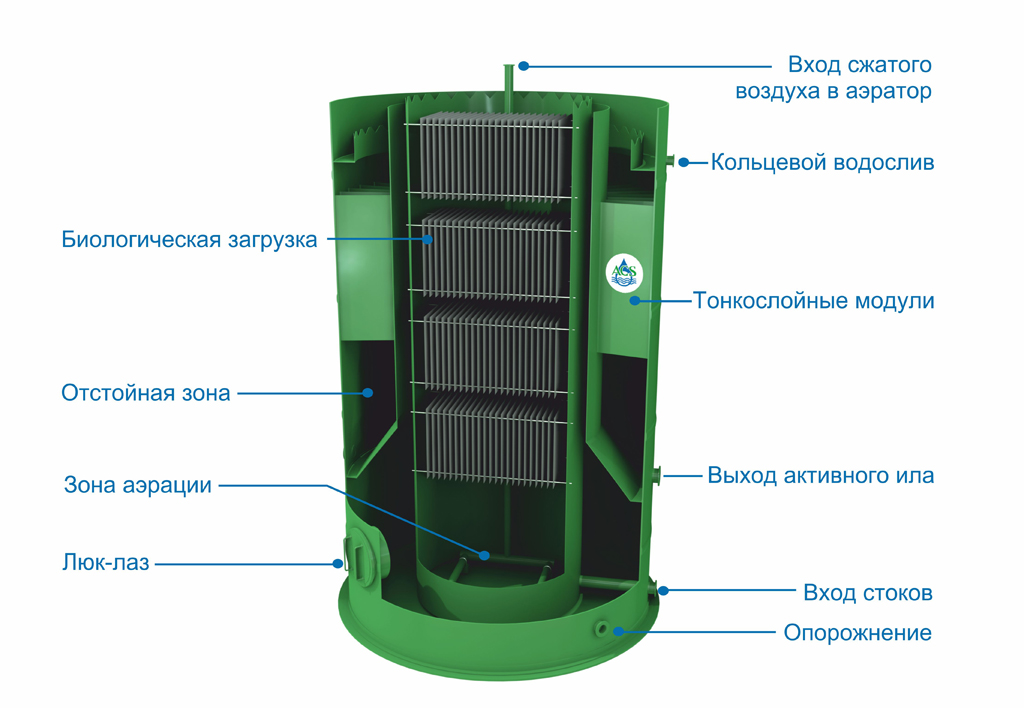 Вход сжатого
воздуха в аэратор
Кольцевой водослив
Биологическая загрузка
ACS
Тонкослойные модули
Отстойная зона
Выход активного ила
Зона аэрации
Люк-лаз
Вход стоков
Опорожнение